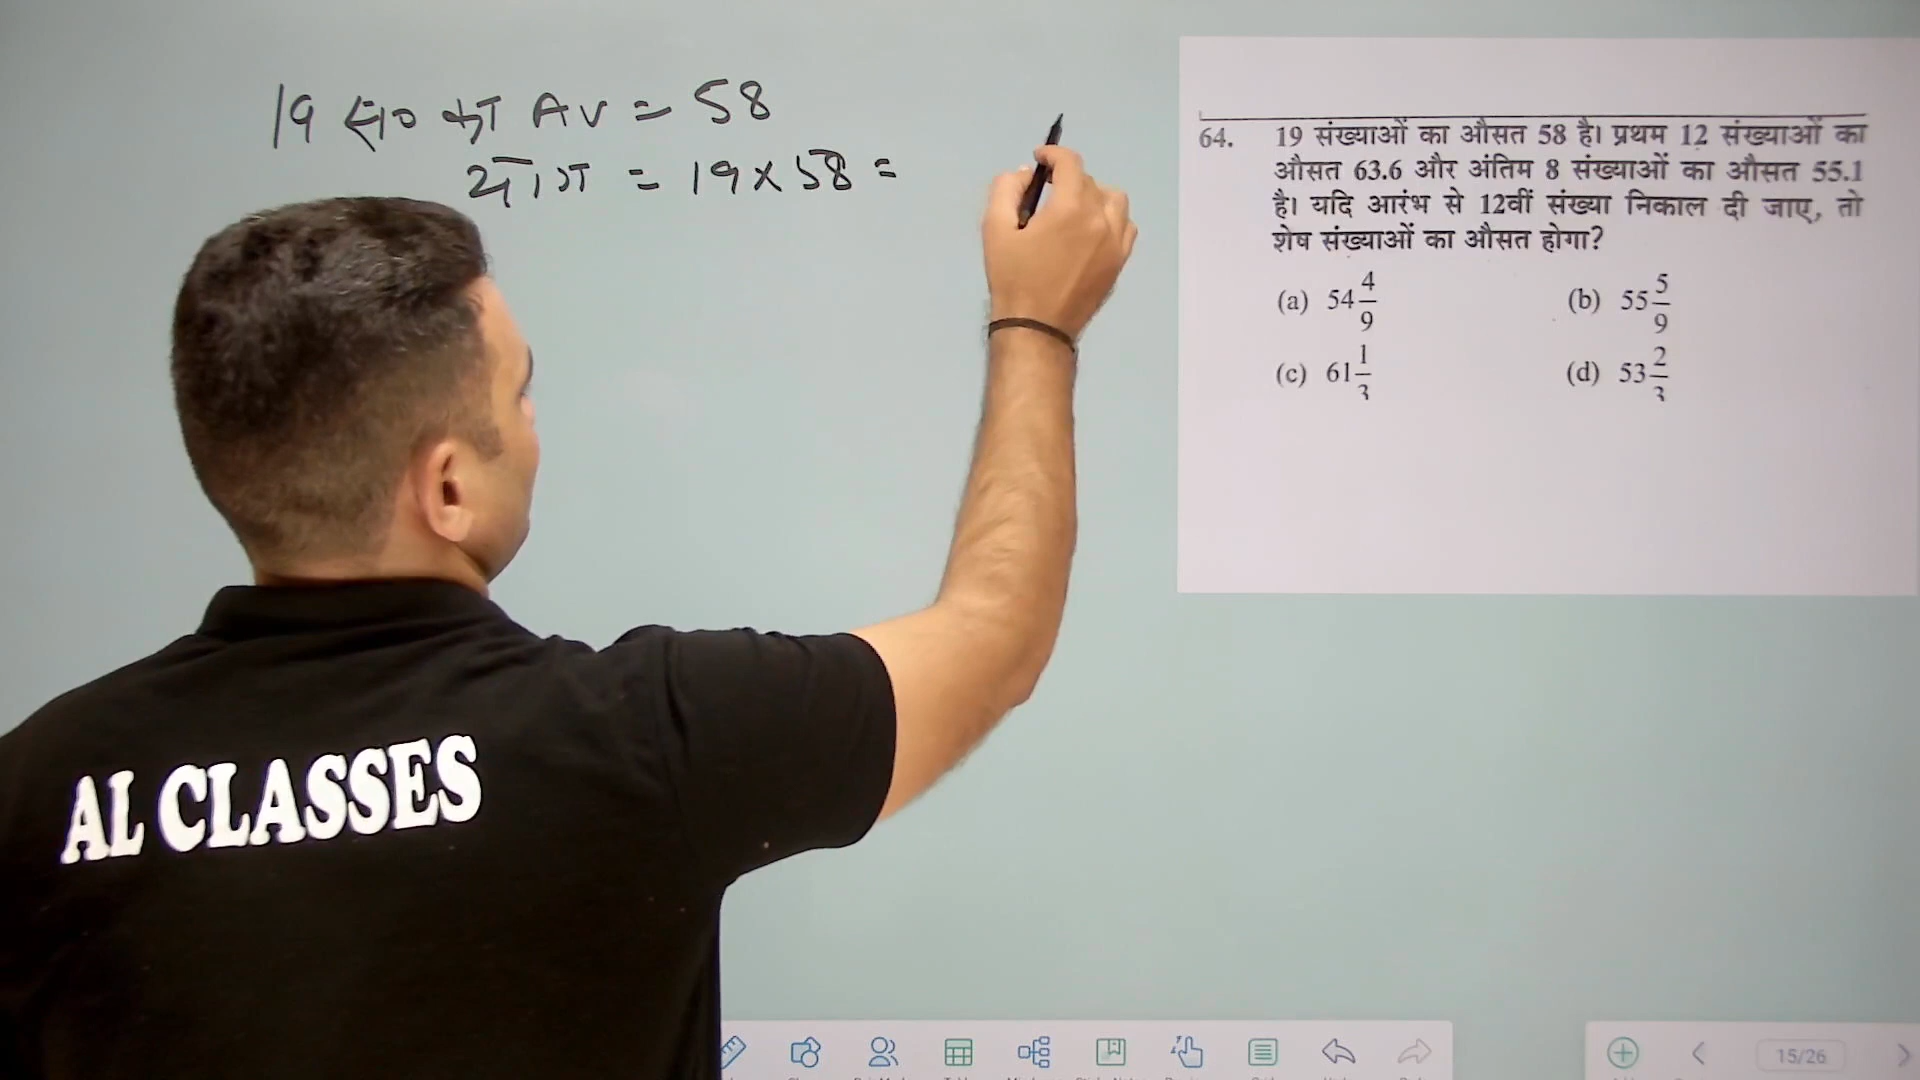 19 सं० का AV = 58
योग = 19 × 58 =
64. 19 संख्याओं का औसत 58 है। प्रथम 12 संख्याओं का
औसत 63.6 और अंतिम 8 संख्याओं का औसत 55.1
है। यदि आरंभ से 12वीं संख्या निकाल दी जाए, तो
शेष संख्याओं का औसत होगा?
(a) 54 4/9 (b) 55 5/9
(c) 61 1/3 (d) 53 2/3
AL CLASSES
15/26